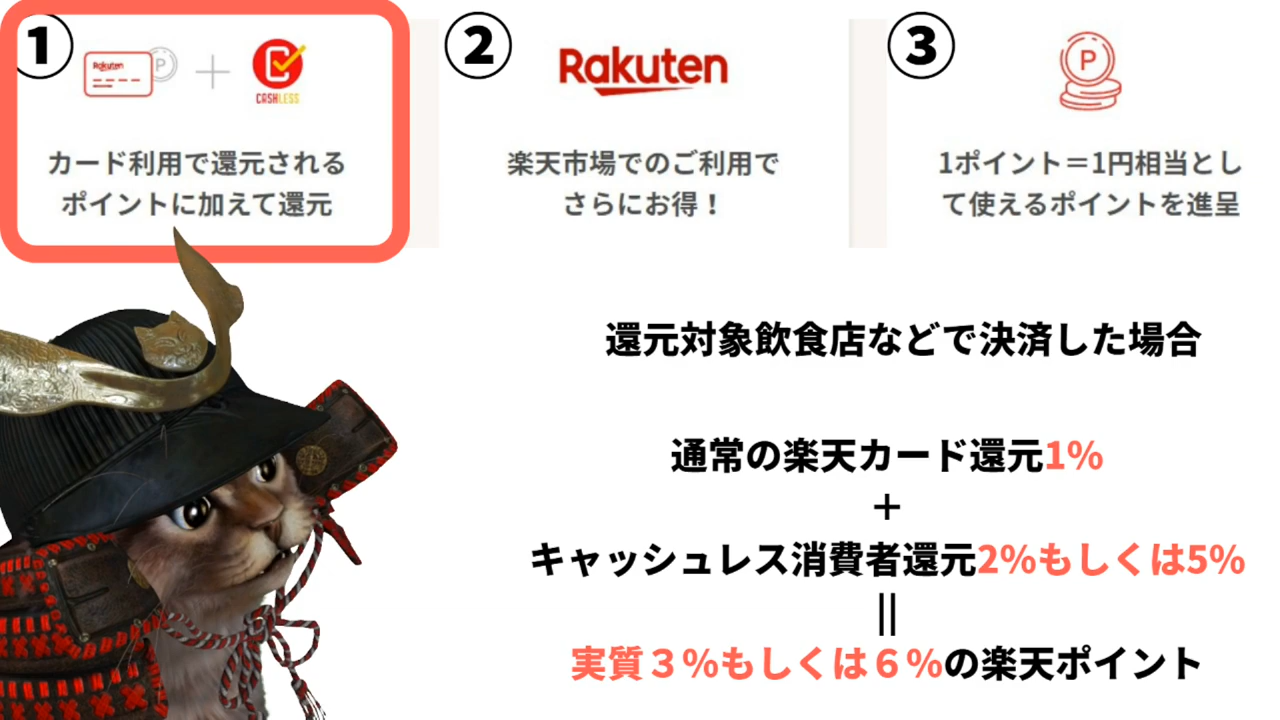 ①
Rakuten
P
+
CASHLESS
カード利用で還元される
ポイントに加えて還元
②
Rakuten
楽天市場でのご利用で
さらにお得！
③
P
1ポイント＝1円相当とし
て使えるポイントを進呈
還元対象飲食店などで決済した場合
通常の楽天カード還元1%
+
キャッシュレス消費者還元2%もしくは5%
||
実質３％もしくは６％の楽天ポイント